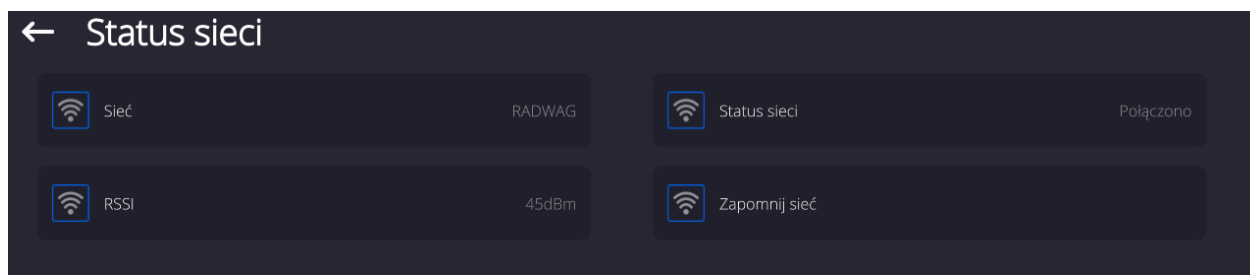 Status sieci
Sieć RADWAG
Status sieci Połączono
RSSI 45dBm
Zapomnij sieć